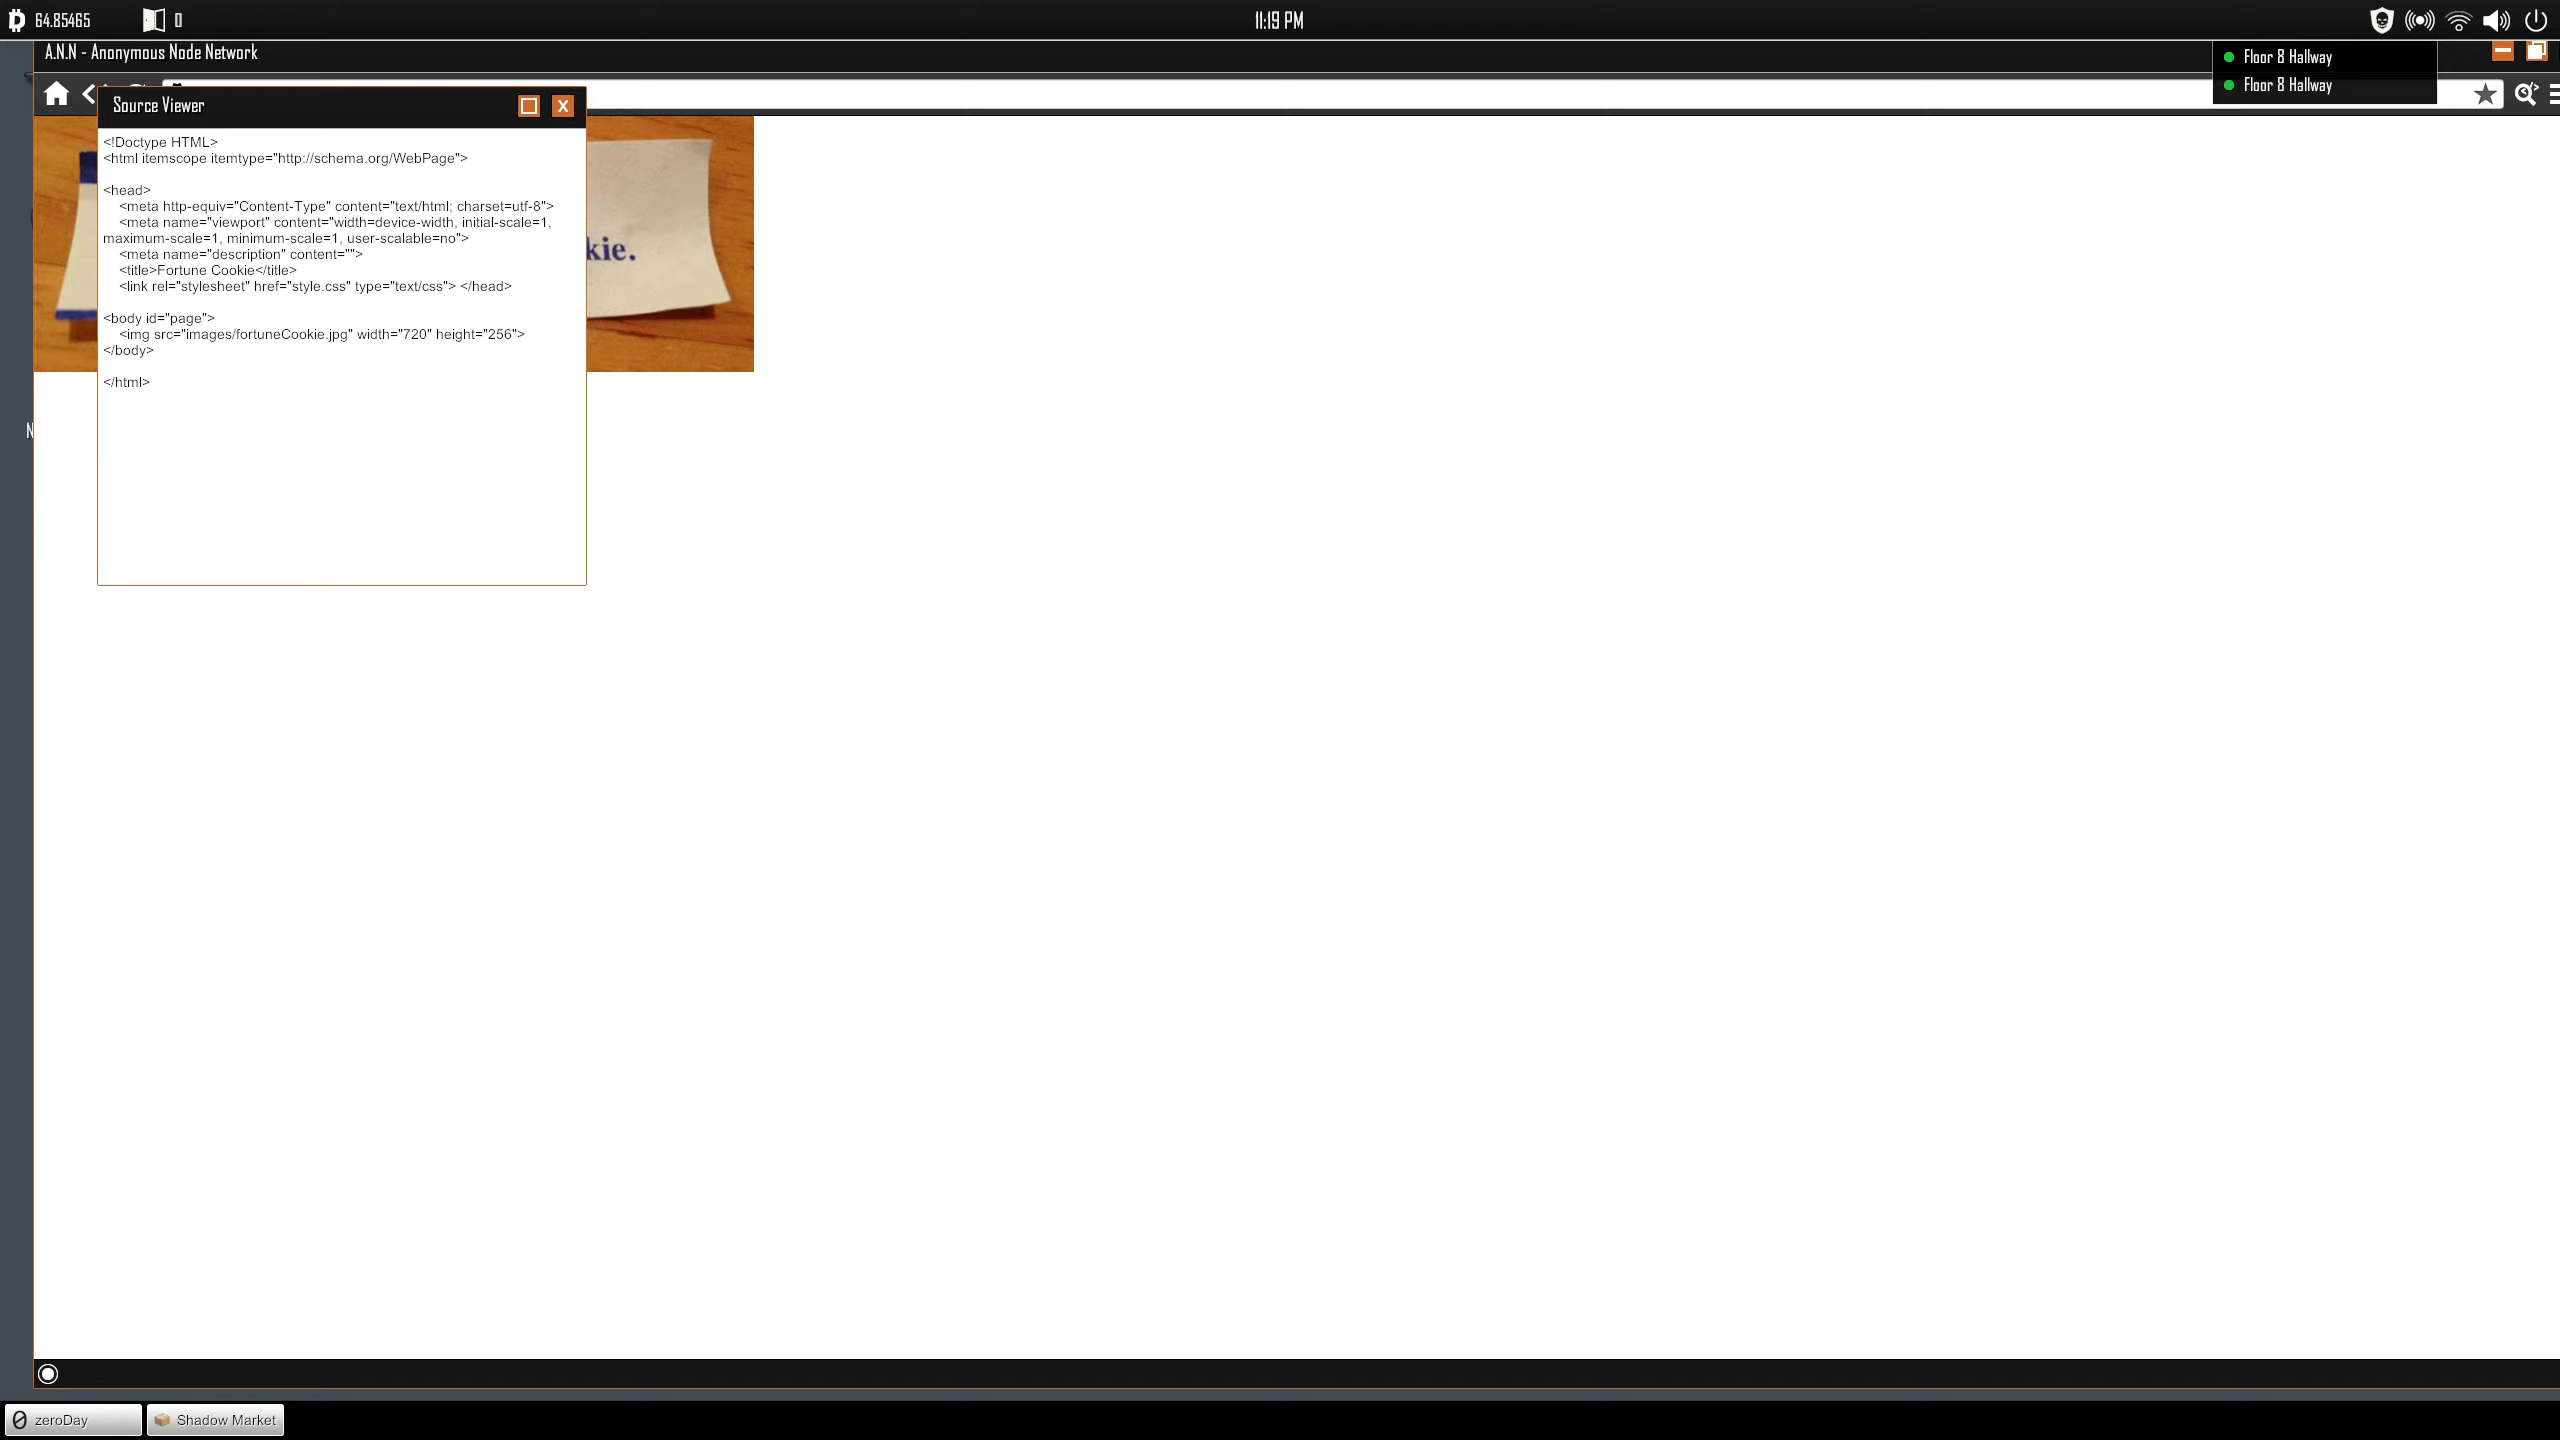 64.85465
0
11:19 PM
A.N.N - Anonymous Node Network
Floor 8 Hallway
Floor 8 Hallway
Source Viewer
<!Doctype HTML>
<html itemscope itemtype="http://schema.org/WebPage">
<head>
<meta http-equiv="Content-Type" content="text/html; charset=utf-8">
<meta name="viewport" content="width=device-width, initial-scale=1,
maximum-scale=1, minimum-scale=1, user-scalable=no">
<meta name="description" content="">
<title>Fortune Cookie</title>
<link rel="stylesheet" href="style.css" type="text/css"> </head>
<body id="page">
<img src="images/fortuneCookie.jpg" width="720" height="256">
</body>
</html>
kie.
N
zeroDay
Shadow Market